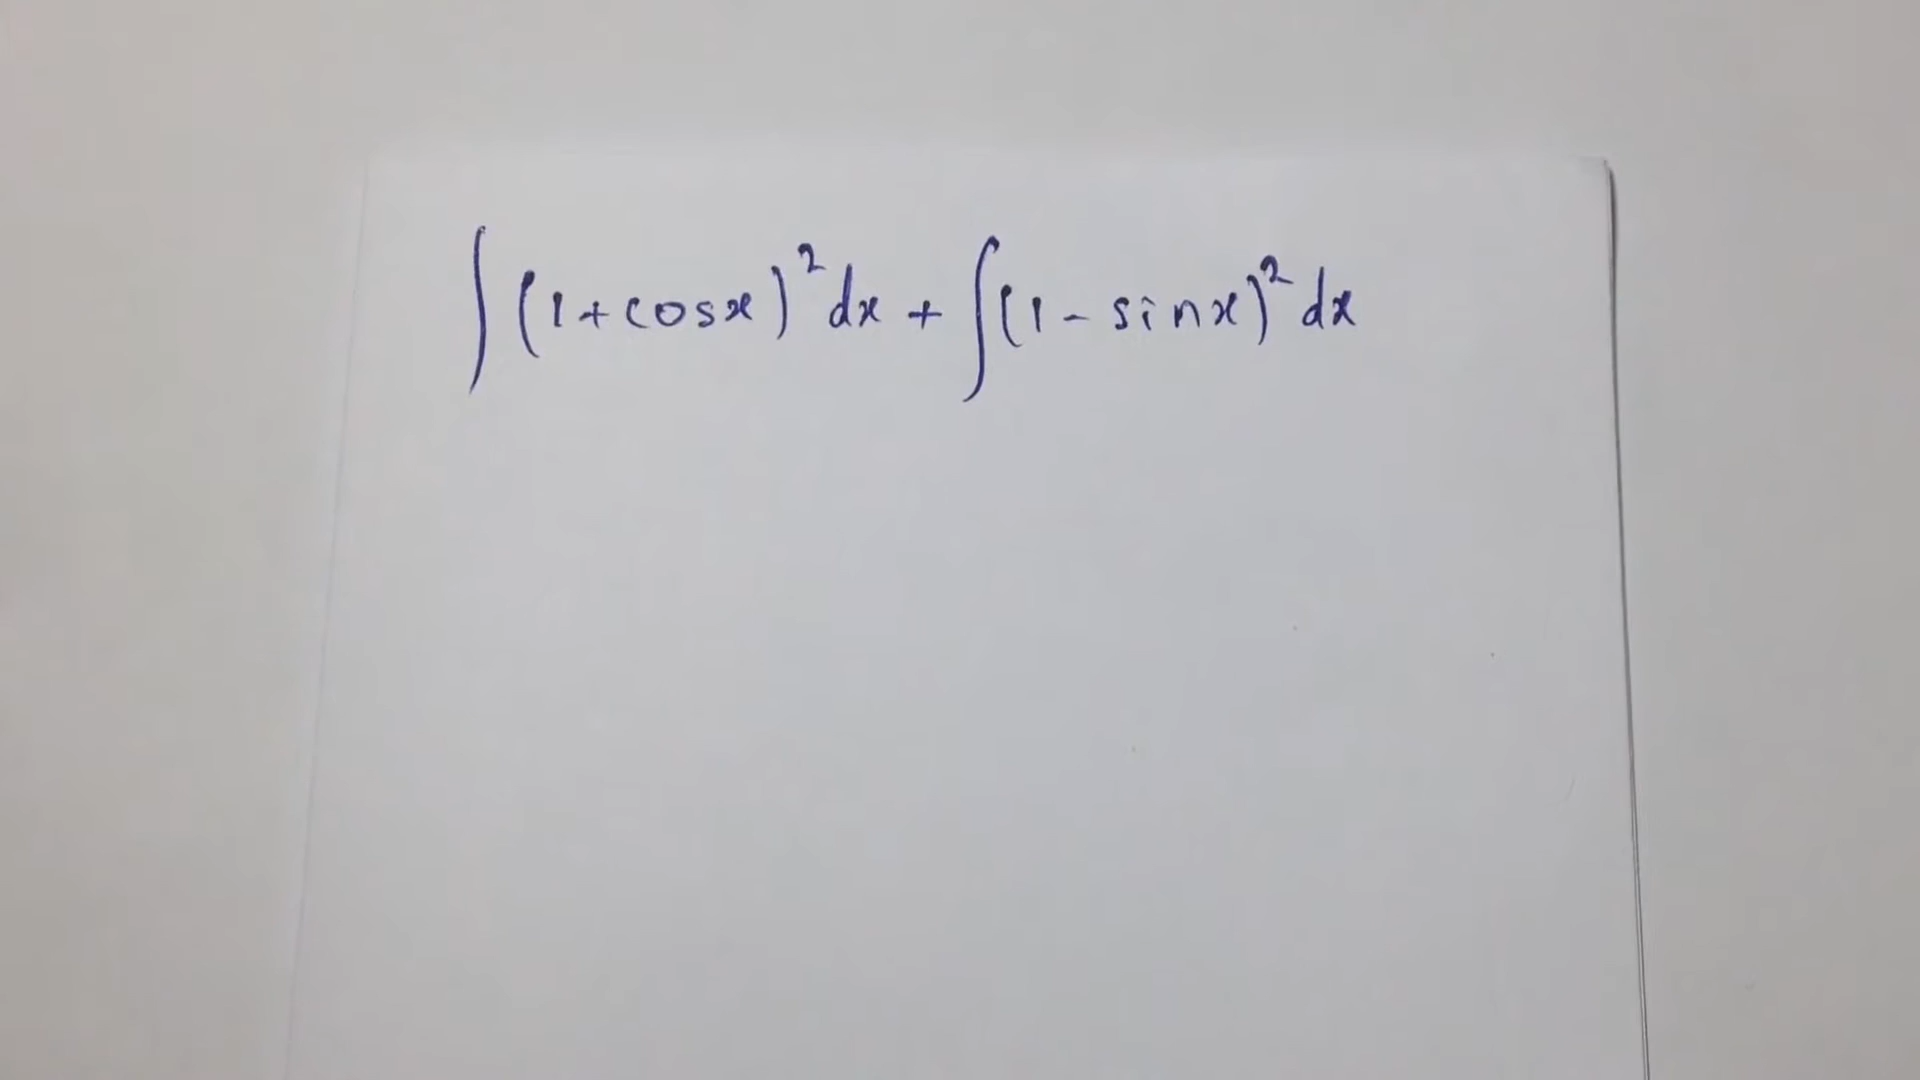 ∫(1+cosx)²dx + ∫(1-sinx)²dx